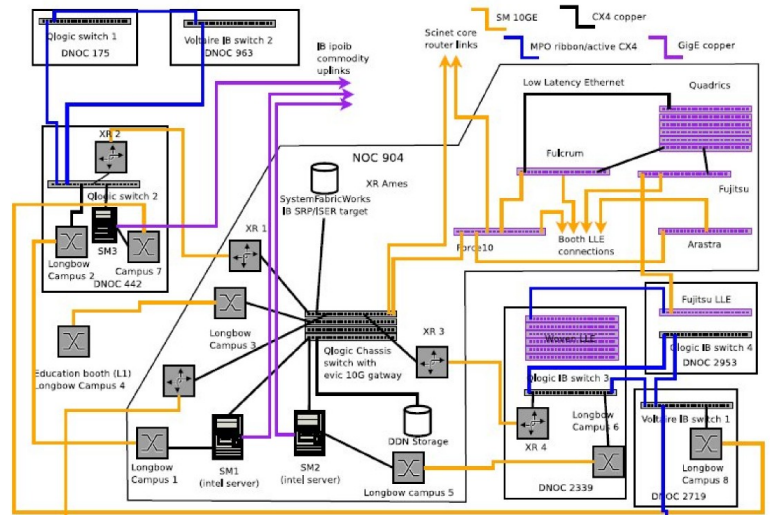 Qlogic switch 1
DNOC 175
Voltaire IB switch 2
DNOC 963
IB ipoib
commodity
uplinks
Scinet core
router links
SM 10GE
CX4 copper
MPO ribbon/active CX4
GigE copper
Low Latency Ethernet
Quadrics
XR 2
NOC 904
Fulcrum
XR Ames
SystemFabricWorks
IB SRP/ISER target
Fujitsu
Qlogic switch 2
SM3
XR 1
Force10
Booth LLE
connections
Arastra
Longbow
Campus 2
Campus 7
DNOC 442
Fujitsu LLE
Longbow
Campus 3
XR 3
Woven LLE
Qlogic IB switch 4
DNOC 2953
Education booth (L1)
Longbow Campus 4
Qlogic Chassis
switch with
evic 10G gatway
Qlogic IB switch 3
Longbow
Campus 6
Voltaire IB switch 1
DDN Storage
XR 4
Longbow
Campus 1
SM1
(intel server)
SM2
(intel server)
Longbow campus 5
DNOC 2339
Longbow
Campus 8
DNOC 2719